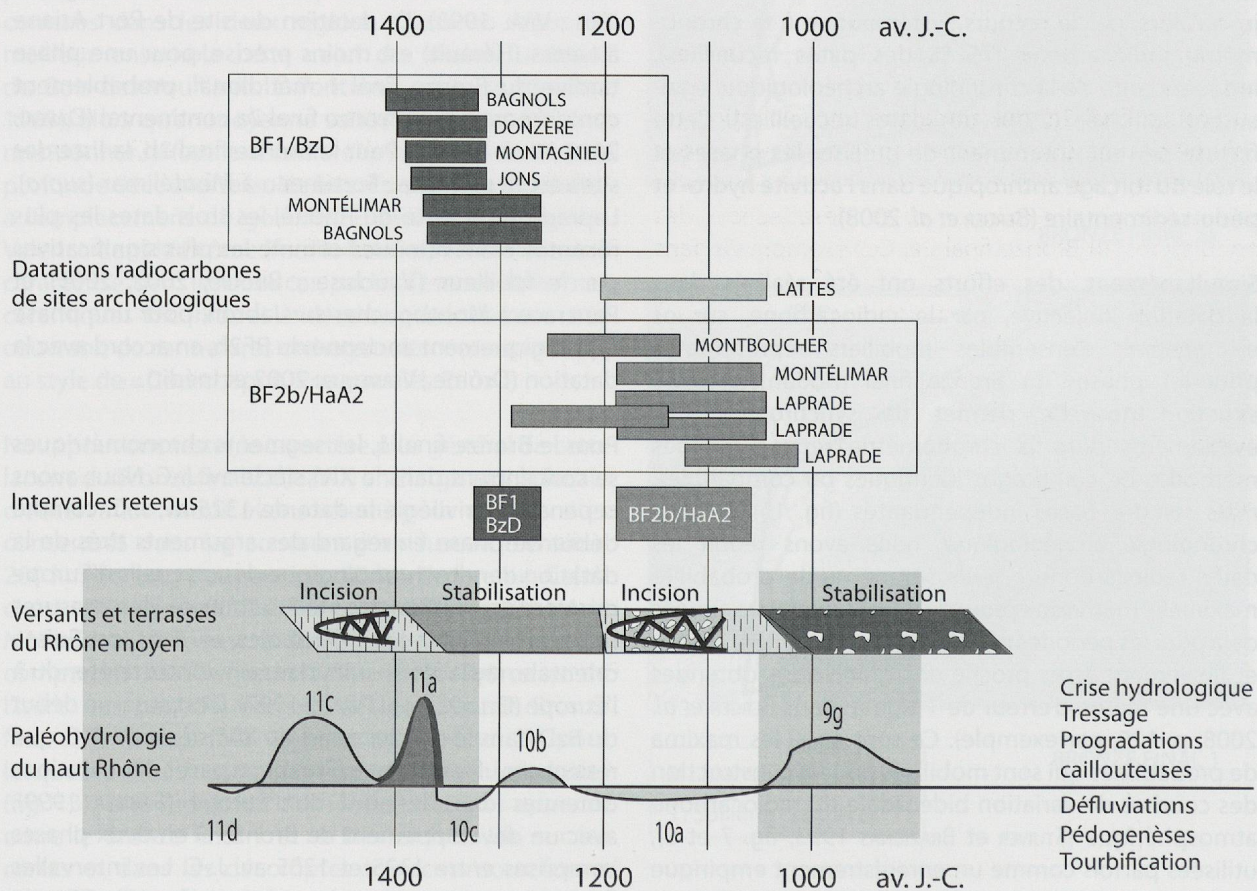 1400 1200 1000 av. J.-C.
BF1/BzD
BAGNOLS
DONZÈRE
MONTAGNIEU
JONS
MONTÉLIMAR
BAGNOLS
Datations radiocarbones
de sites archéologiques
LATTES
BF2b/HaA2
MONTBOUCHER
MONTÉLIMAR
LAPRADE
LAPRADE
LAPRADE
Intervalles retenus
BF1
BzD
BF2b/HaA2
Versants et terrasses
du Rhône moyen
Incision Stabilisation Incision Stabilisation
Paléohydrologie
du haut Rhône
11c 11a 10b 9g
11d 10c 10a
Crise hydrologique
Tressage
Progradations
caillouteuses
Défluviations
Pédogenèses
Tourbification
1400 1200 1000 av. J.-C.